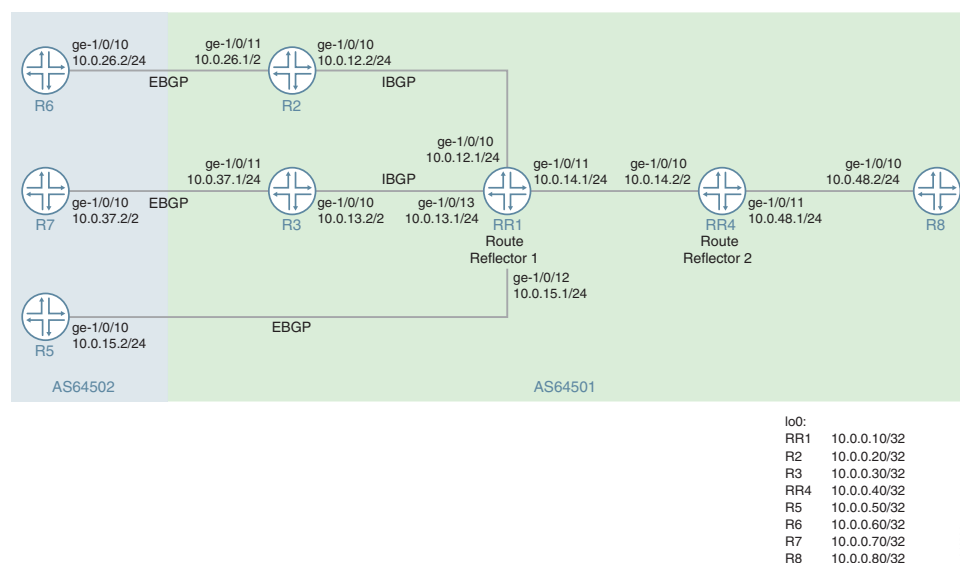 ge-1/0/10
10.0.26.2/24
R6
EBGP
ge-1/0/11
10.0.26.1/2
R2
ge-1/0/10
10.0.12.2/24
IBGP
ge-1/0/10
10.0.12.1/24
ge-1/0/10
10.0.37.2/2
R7
EBGP
ge-1/0/11
10.0.37.1/24
R3
ge-1/0/10
10.0.13.2/2
IBGP
ge-1/0/13
10.0.13.1/24
RR1
Route
Reflector 1
ge-1/0/11
10.0.14.1/24
ge-1/0/10
10.0.14.2/2
RR4
Route
Reflector 2
ge-1/0/11
10.0.48.1/24
ge-1/0/10
10.0.48.2/24
R8
ge-1/0/12
10.0.15.1/24
ge-1/0/10
10.0.15.2/24
R5
EBGP
AS64502
AS64501
lo0:
RR1 10.0.0.10/32
R2 10.0.0.20/32
R3 10.0.0.30/32
RR4 10.0.0.40/32
R5 10.0.0.50/32
R6 10.0.0.60/32
R7 10.0.0.70/32
R8 10.0.0.80/32